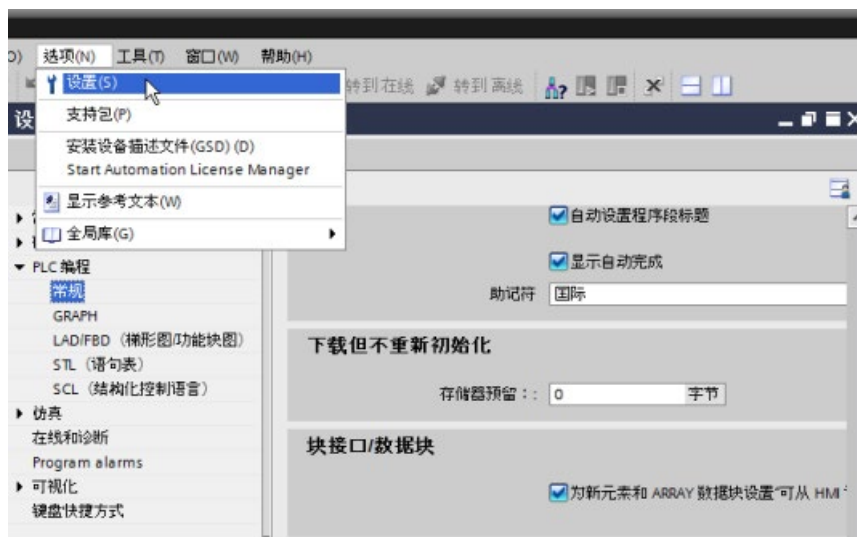 选项(N) 工具(T) 窗口(W) 帮助(H)
设置(S)
转到在线 转到离线
支持包(P)
设
安装设备描述文件(GSD) (D)
Start Automation License Manager
显示参考文本(W)
全局库(G)
自动设置程序段标题
PLC 编程
显示自动完成
常规
助记符 国际
GRAPH
LAD/FBD（梯形图/功能块图）
下载但不重新初始化
STL（语句表）
SCL（结构化控制语言）
存储器预留：: 0 字节
仿真
在线和诊断
块接口/数据块
Program alarms
可视化
为新元素和 ARRAY 数据块设置“可从 HMI
键盘快捷方式